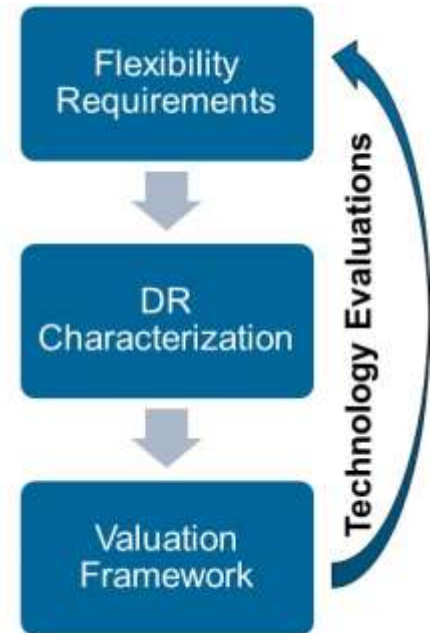 Flexibility
Requirements
DR
Characterization
Valuation
Framework
Technology Evaluations